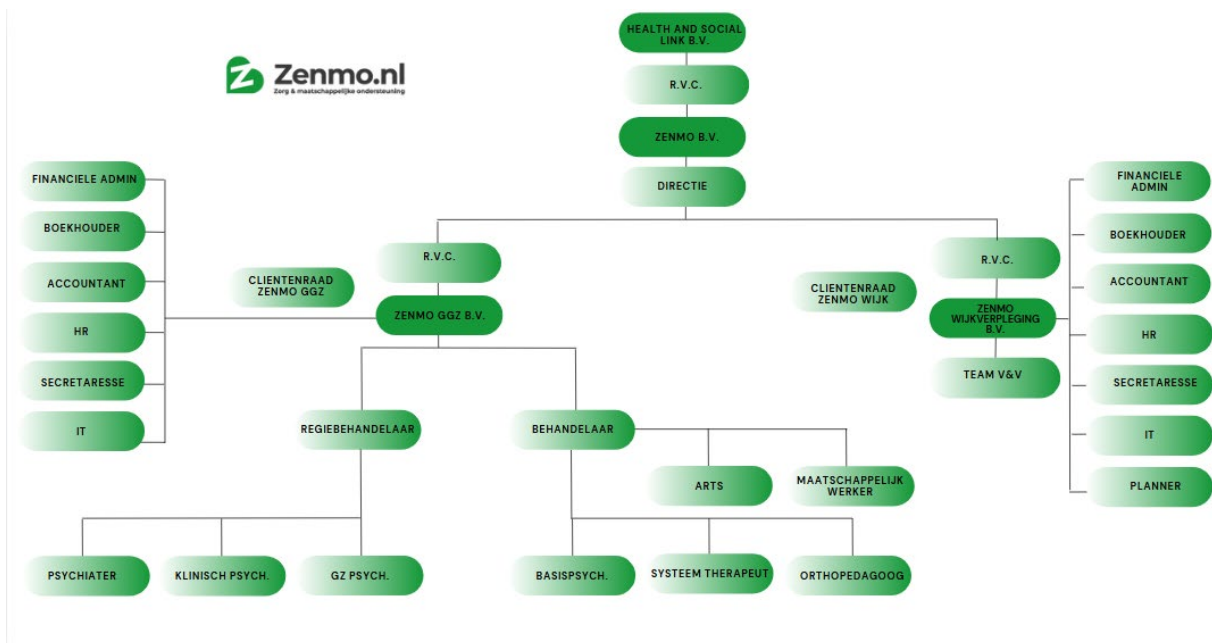 HEALTH AND SOCIAL
LINK B.V.
Zenmo.nl
Zorg & maatschappelijke ondersteuning
R.V.C.
ZENMO B.V.
DIRECTIE
FINANCIELE ADMIN
BOEKHOUDER
ACCOUNTANT
HR
SECRETARESSE
IT
R.V.C.
CLIENTENRAAD
ZENMO GGZ
ZENMO GGZ B.V.
REGIEBEHANDELAAR
BEHANDELAAR
ARTS
MAATSCHAPPELIJK
WERKER
PSYCHIATER
KLINISCH PSYCH.
GZ PSYCH.
BASISPSYCH.
SYSTEEM THERAPEUT
ORTHOPEDAGOOG
R.V.C.
CLIENTENRAAD
ZENMO WIJK
ZENMO
WIJKVERPLEGING
B.V.
TEAM V&V
FINANCIELE
ADMIN
BOEKHOUDER
ACCOUNTANT
HR
SECRETARESSE
IT
PLANNER